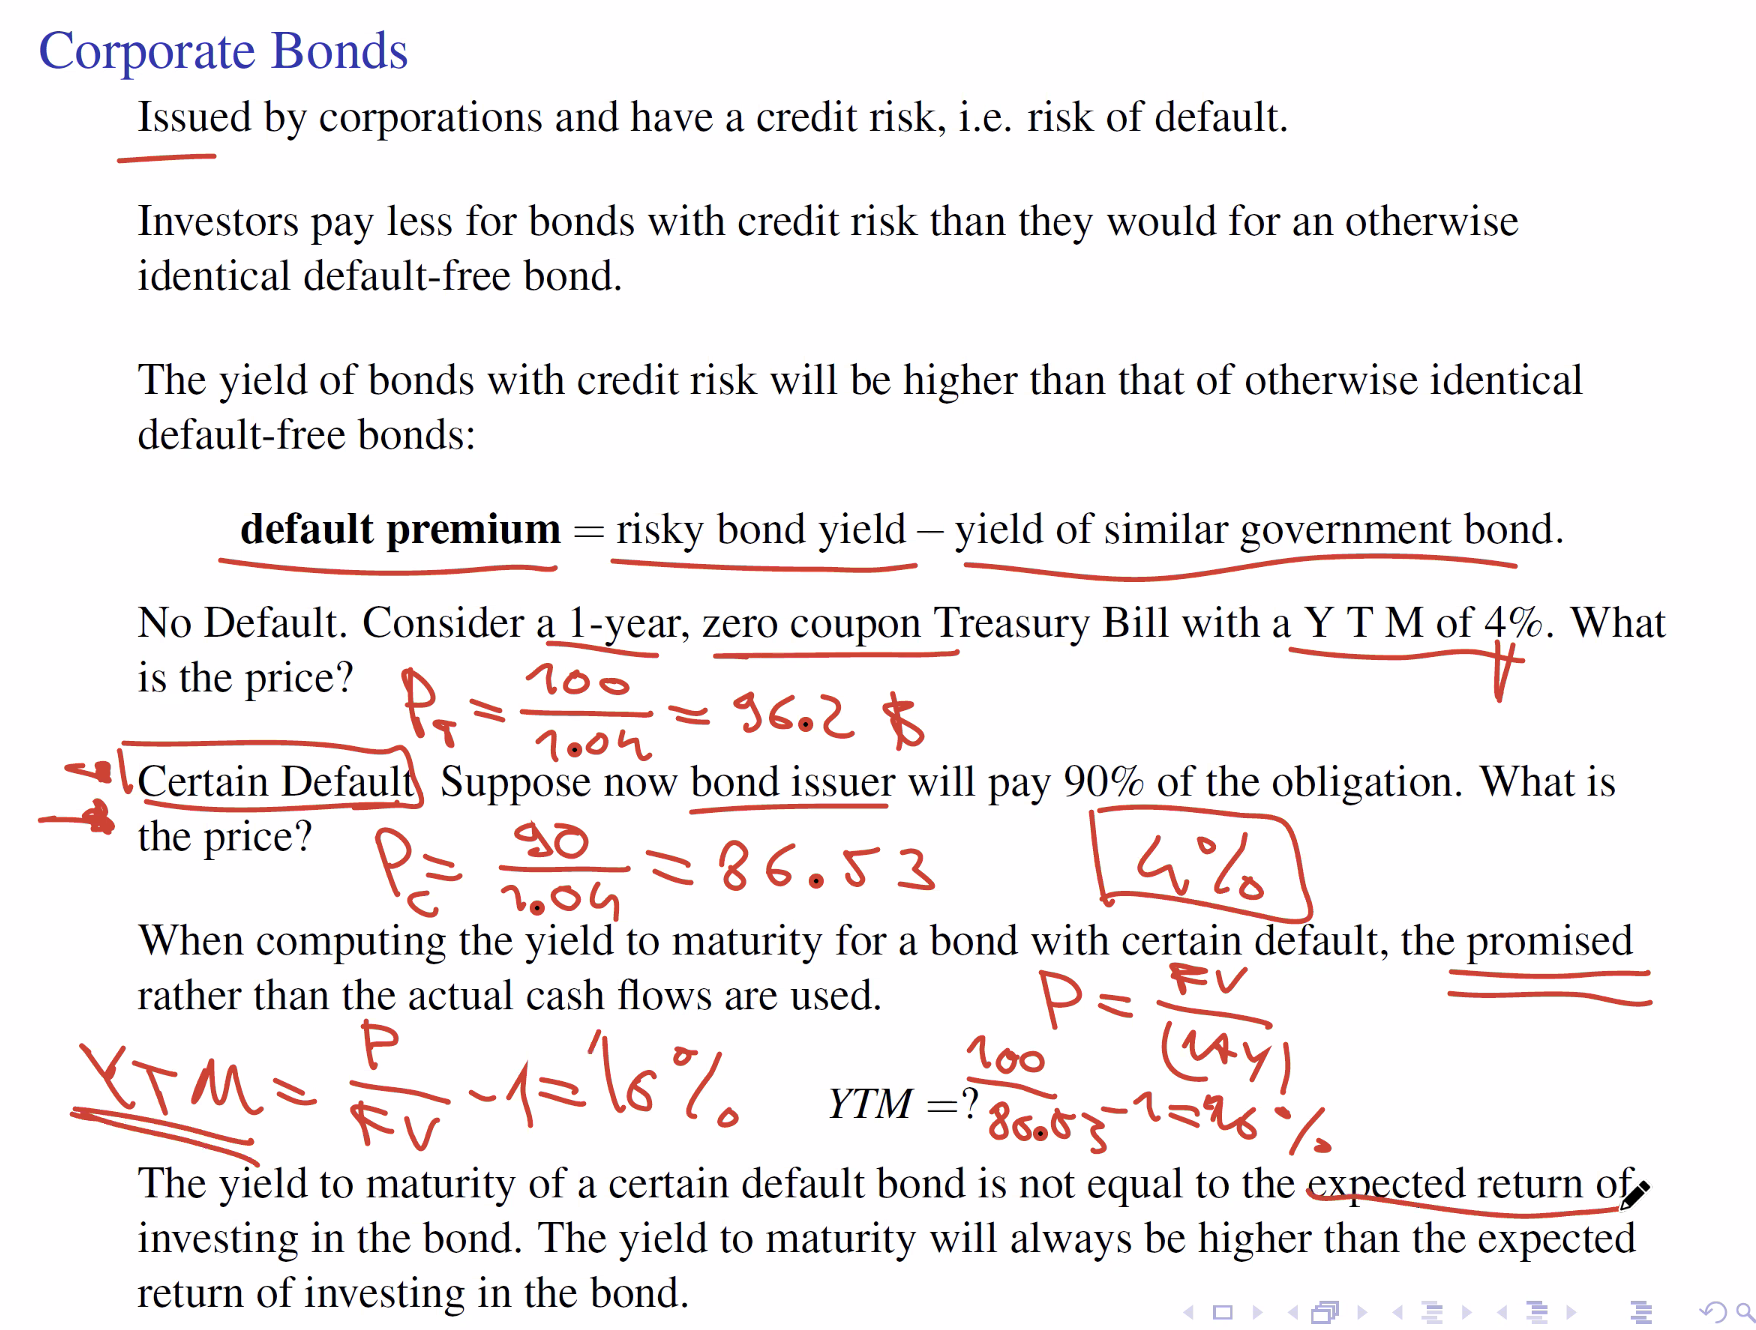 Corporate Bonds
Issued by corporations and have a credit risk, i.e. risk of default.
Investors pay less for bonds with credit risk than they would for an otherwise
identical default-free bond.
The yield of bonds with credit risk will be higher than that of otherwise identical
default-free bonds:
default premium = risky bond yield − yield of similar government bond.
No Default. Consider a 1-year, zero coupon Treasury Bill with a Y T M of 4%. What
is the price?
P_T = 100 / 1.04 = 96.2 $
Certain Default. Suppose now bond issuer will pay 90% of the obligation. What is
the price?
P_C = 90 / 1.04 = 86.53
4%
When computing the yield to maturity for a bond with certain default, the promised
rather than the actual cash flows are used.
P = FV / (1+Y)
YTM = P / FV - 1 = 16%
YTM =?
100 / 86.53 - 1 = 16%
The yield to maturity of a certain default bond is not equal to the expected return of
investing in the bond. The yield to maturity will always be higher than the expected
return of investing in the bond.